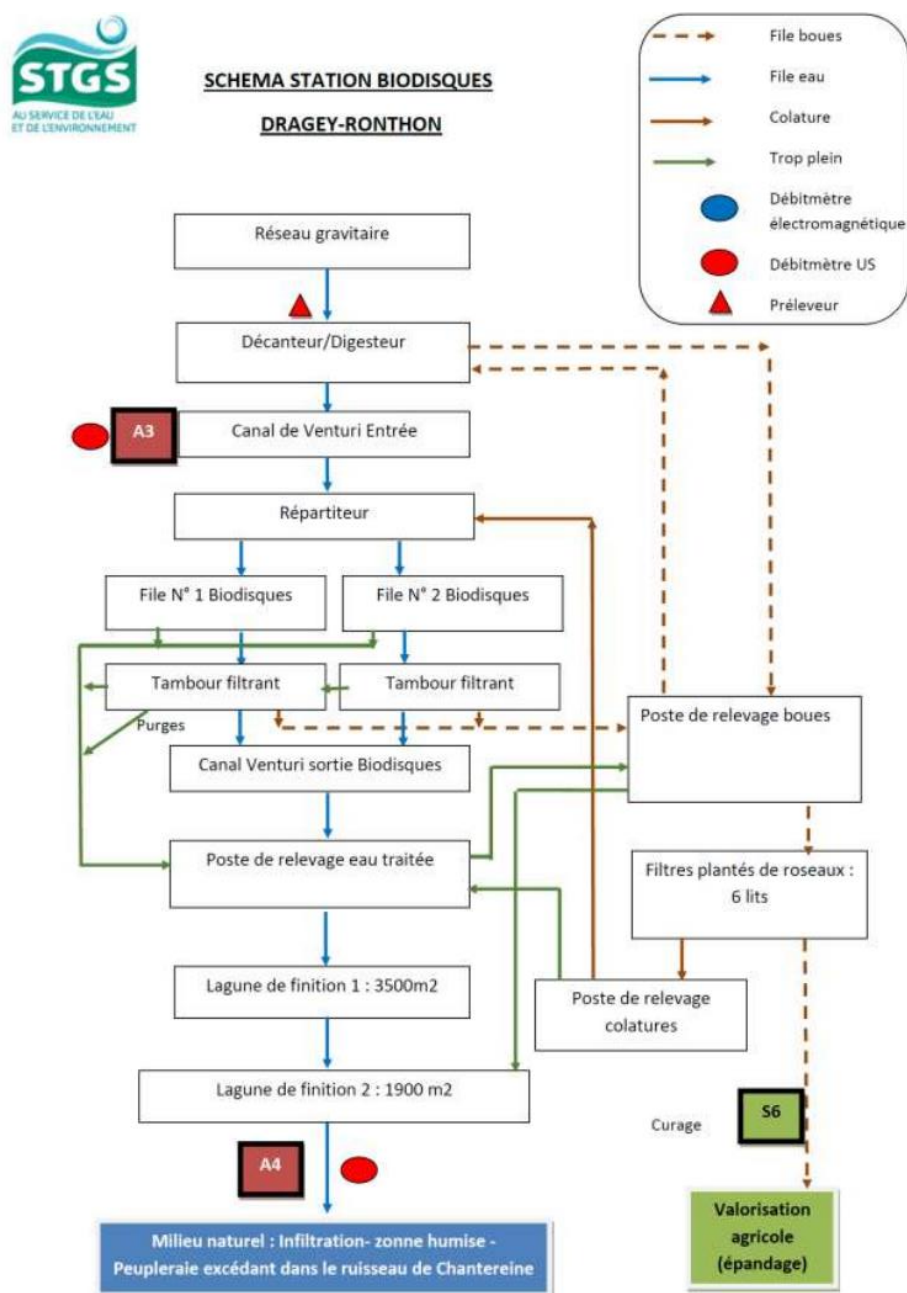 STGS
AU SERVICE DE L'EAU
ET DE L'ENVIRONNEMENT
SCHEMA STATION BIODISQUES
DRAGEY-RONTHON
File boues
File eau
Colature
Trop plein
Débitmètre
électromagnétique
Débitmètre US
Préleveur
Réseau gravitaire
Décanteur/Digesteur
A3
Canal de Venturi Entrée
Répartiteur
File N° 1 Biodisques
File N° 2 Biodisques
Tambour filtrant
Tambour filtrant
Purges
Poste de relevage boues
Canal Venturi sortie Biodisques
Poste de relevage eau traitée
Filtres plantés de roseaux :
6 lits
Lagune de finition 1 : 3500m2
Poste de relevage
colatures
Lagune de finition 2 : 1900 m2
Curage
S6
A4
Valorisation
agricole
(épandage)
Milieu naturel : Infiltration- zonne humise -
Peupleraie excédant dans le ruisseau de Chantereine